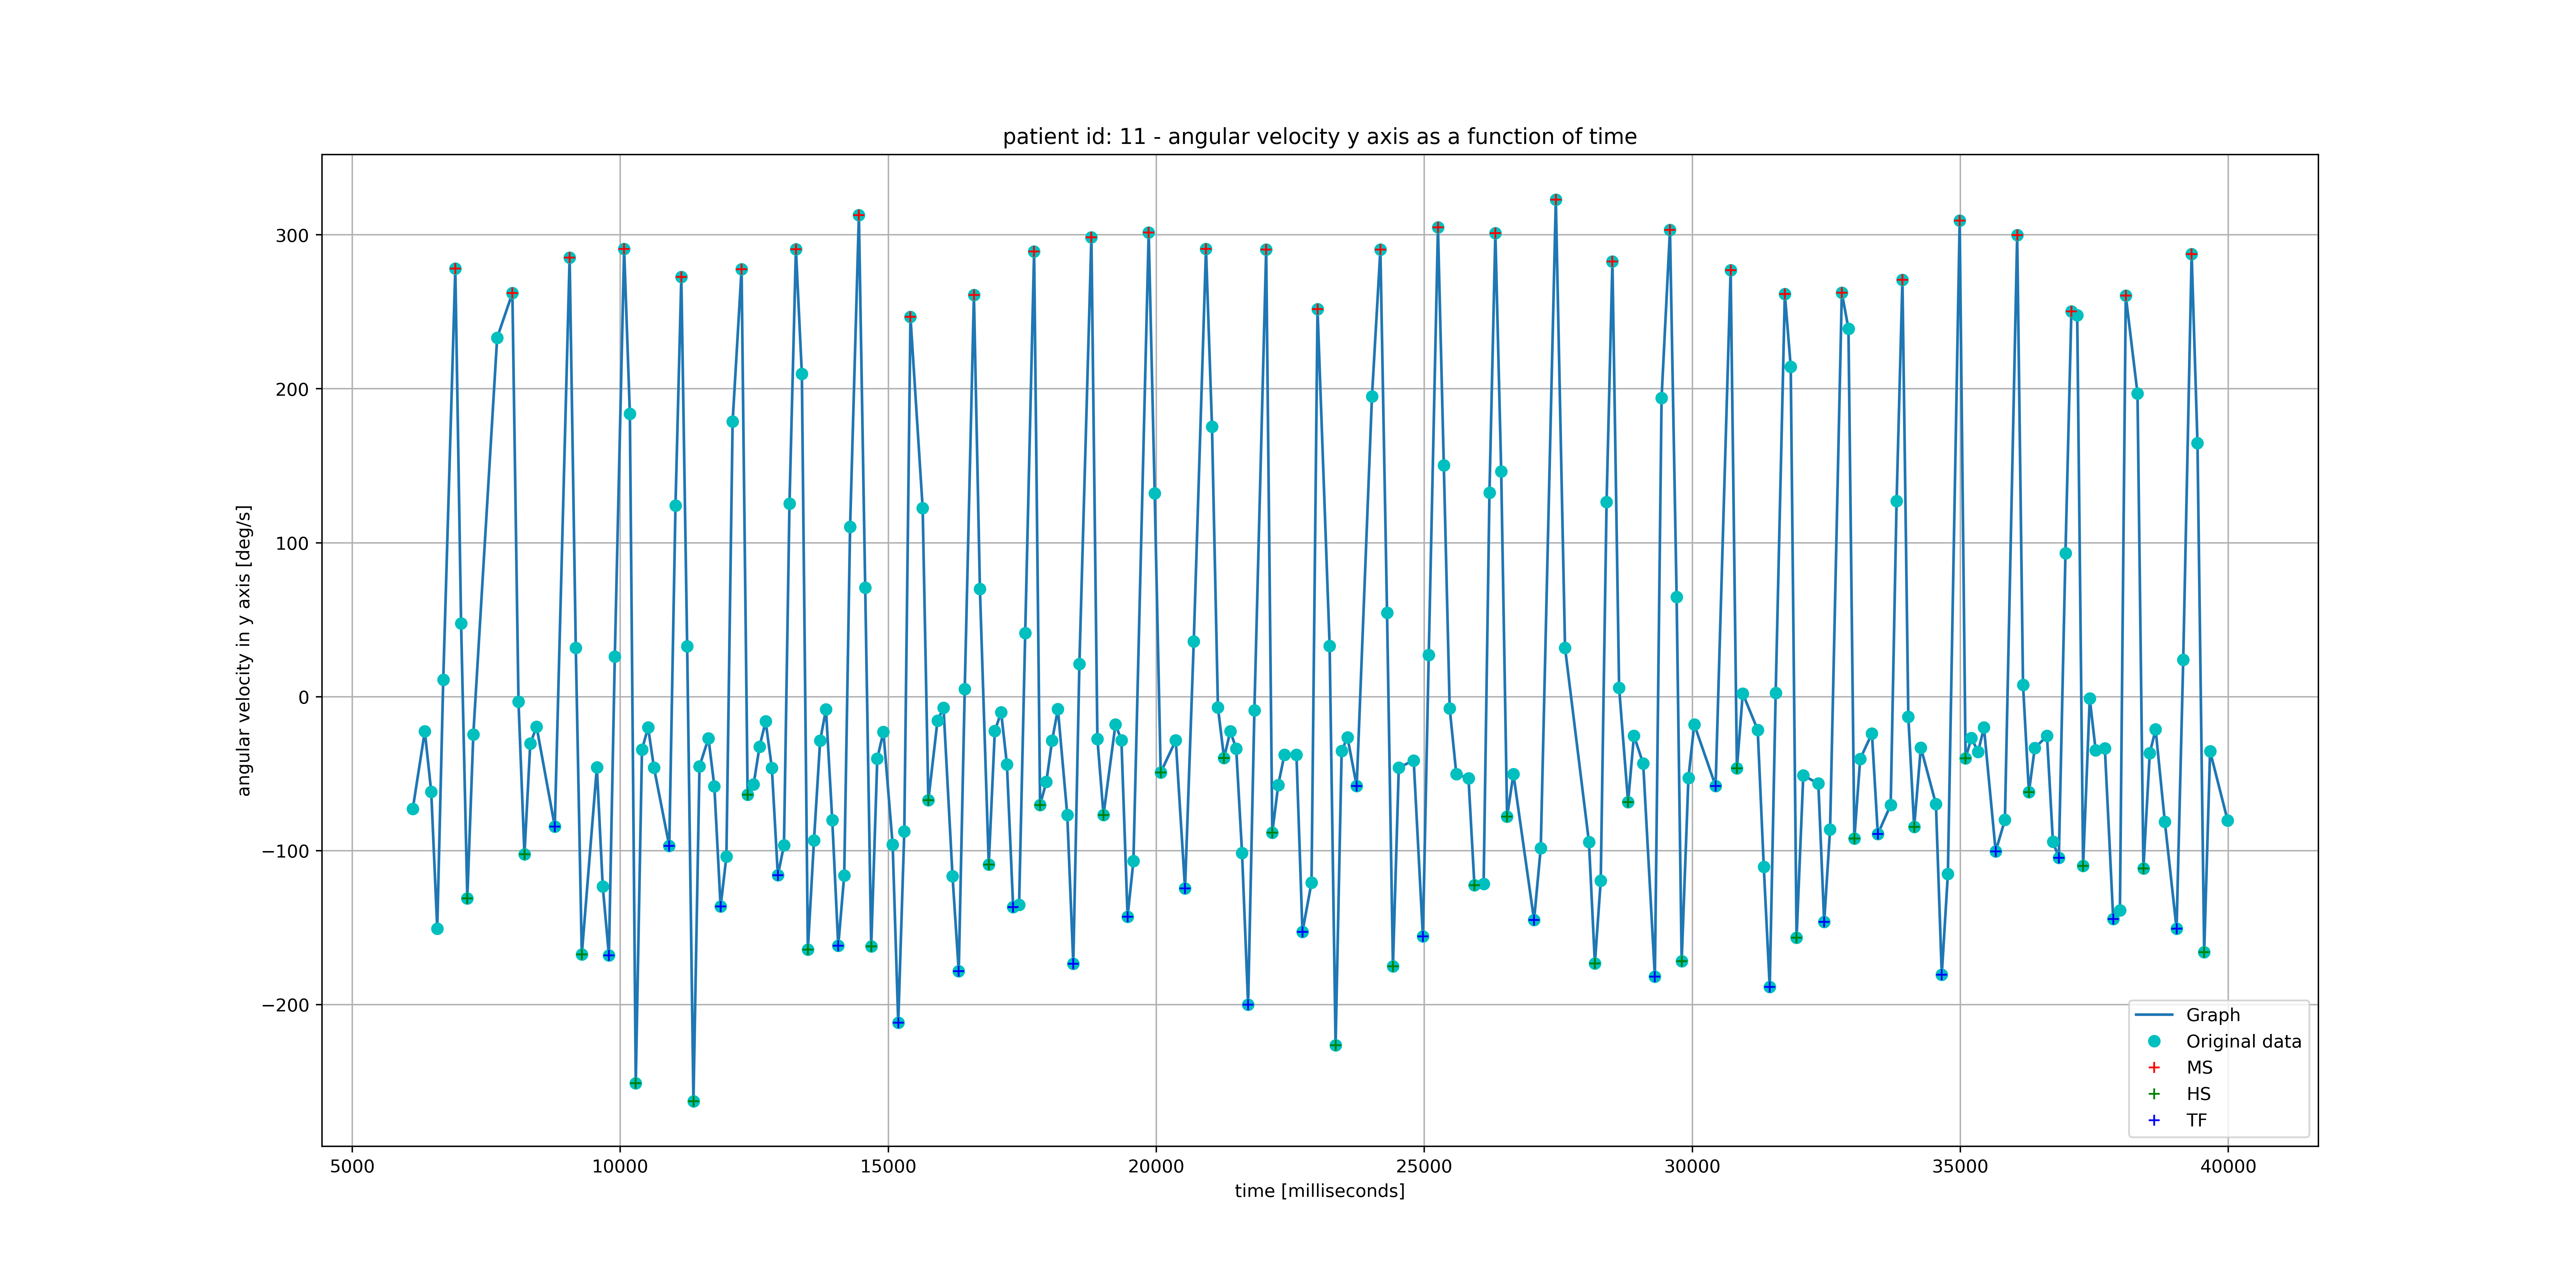 patient id: 11 - angular velocity y axis as a function of time
angular velocity in y axis [deg/s]
300
200
100
0
−100
−200
5000 10000 15000 20000 25000 30000 35000 40000
time [milliseconds]
Graph
Original data
MS
HS
TF